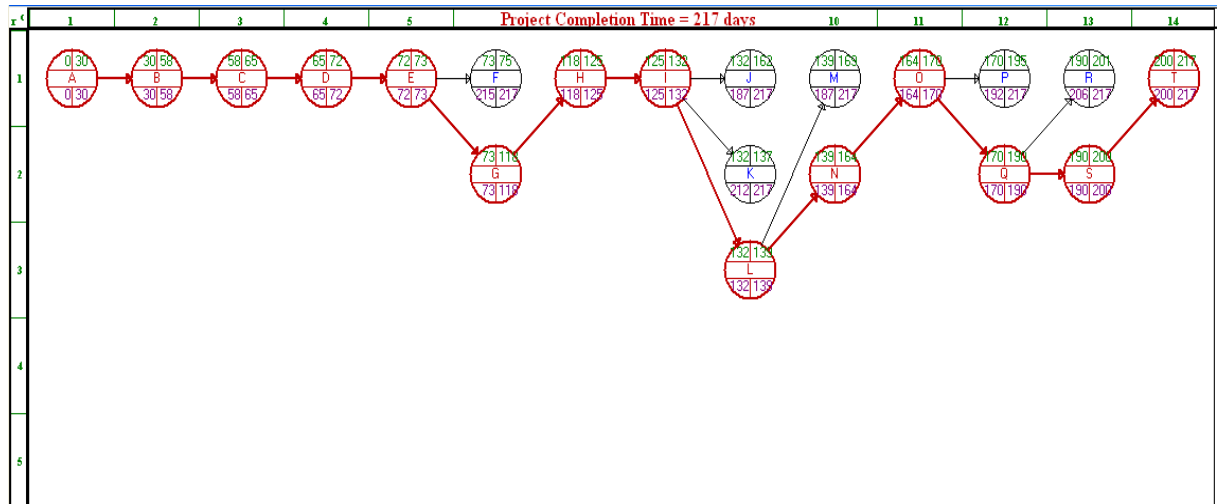 r c 1 2 3 4 5 Project Completion Time = 217 days 10 11 12 13 14
0 30 30 58 58 65 65 72 72 73 73 75 118 125 125 132 132 162 139 169 164 170 170 195 190 201 200 217
1 A B C D E F H I J M O P R T
0 30 30 58 58 65 65 72 72 73 215 217 118 125 125 132 187 217 187 217 164 170 192 217 206 217 200 217
73 118 132 137 139 164 170 190 190 200
2 G K N Q S
73 118 212 217 139 164 170 190 190 200
132 139
3 L
132 139
4
5